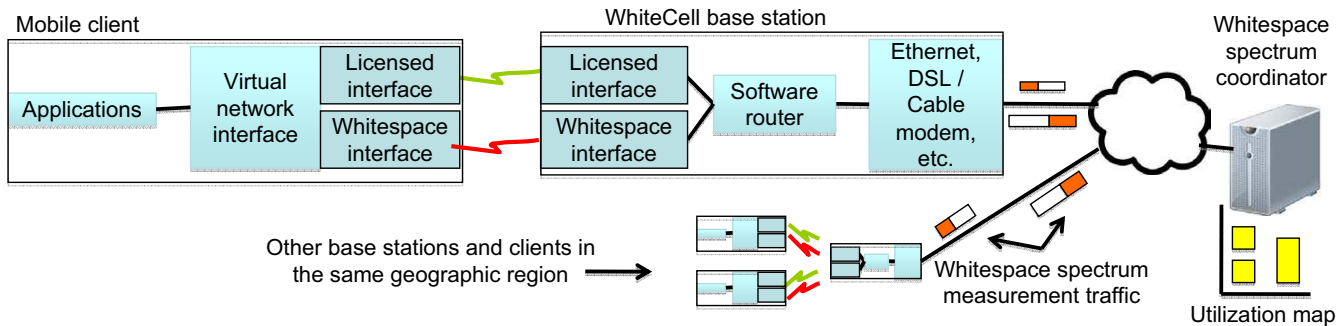 Mobile client
WhiteCell base station
Whitespace
spectrum
coordinator
Applications
Virtual
network
interface
Licensed
interface
Whitespace
interface
Licensed
interface
Whitespace
interface
Software
router
Ethernet,
DSL /
Cable
modem,
etc.
Other base stations and clients in
the same geographic region
Whitespace spectrum
measurement traffic
Utilization map